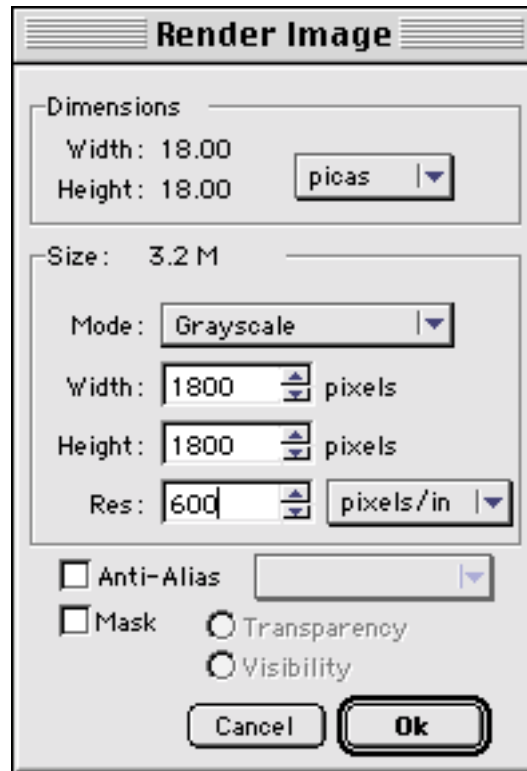 Render Image
Dimensions
Width: 18.00
Height: 18.00
picas
Size: 3.2 M
Mode: Grayscale
Width: 1800 pixels
Height: 1800 pixels
Res: 600 pixels/in
Anti-Alias
Mask
Transparency
Visibility
Cancel Ok